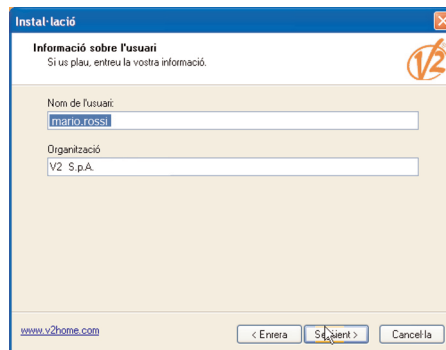 Instal·lació
Informació sobre l'usuari
Si us plau, entreu la vostra informació.
V2
Nom de l'usuari:
mario.rossi
Organització
V2 S.p.A.
www.v2home.com
< Enrera
Següent >
Cancel·la